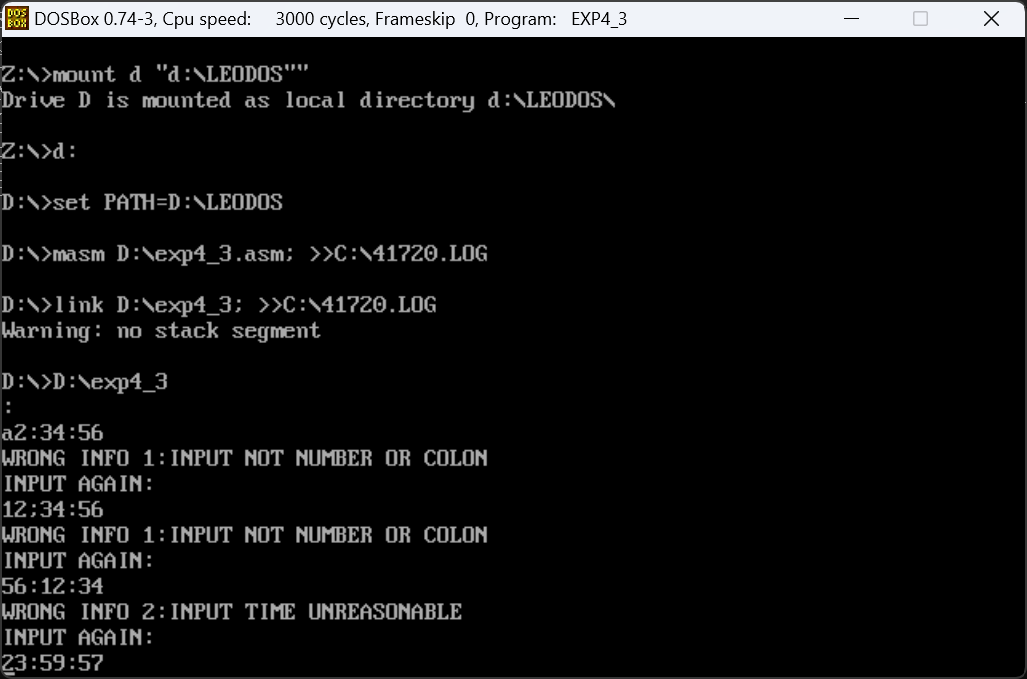 DOSBox 0.74-3, Cpu speed: 3000 cycles, Frameskip 0, Program: EXP4_3
Z:\>mount d "d:\LEODOS""
Drive D is mounted as local directory d:\LEODOS\
Z:\>d:
D:\>set PATH=D:\LEODOS
D:\>masm D:\exp4_3.asm; >>C:\41720.LOG
D:\>link D:\exp4_3; >>C:\41720.LOG
Warning: no stack segment
D:\>D:\exp4_3
:
a2:34:56
WRONG INFO 1:INPUT NOT NUMBER OR COLON
INPUT AGAIN:
12;34:56
WRONG INFO 1:INPUT NOT NUMBER OR COLON
INPUT AGAIN:
56:12:34
WRONG INFO 2:INPUT TIME UNREASONABLE
INPUT AGAIN:
23:59:57